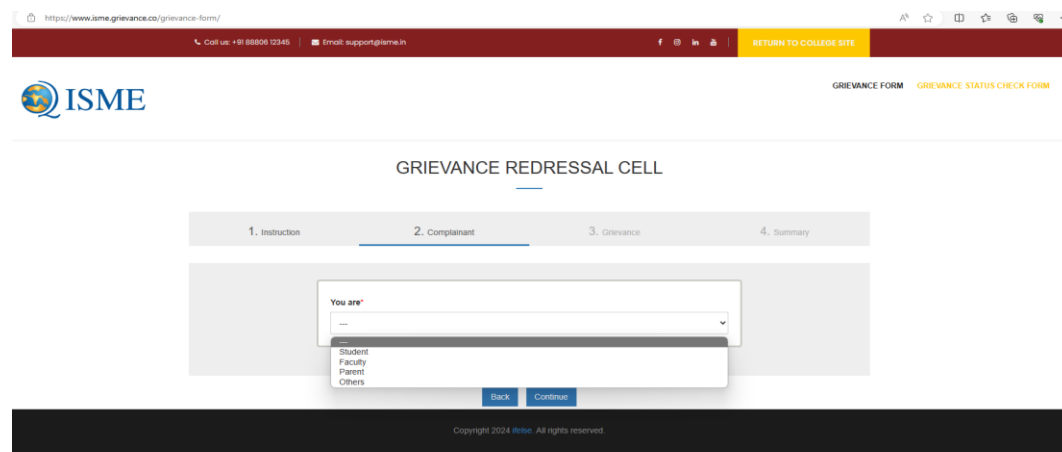 https://www.isme.grievance.co/grievance-form/
Call us: +91 88806 12345 Email: support@isme.in RETURN TO COLLEGE SITE
ISME
GRIEVANCE FORM GRIEVANCE STATUS CHECK FORM
GRIEVANCE REDRESSAL CELL
1. Instruction 2. Complainant 3. Grievance 4. Summary
You are*
---
---
Student
Faculty
Parent
Others
Back Continue
Copyright 2024 ifelse. All rights reserved.